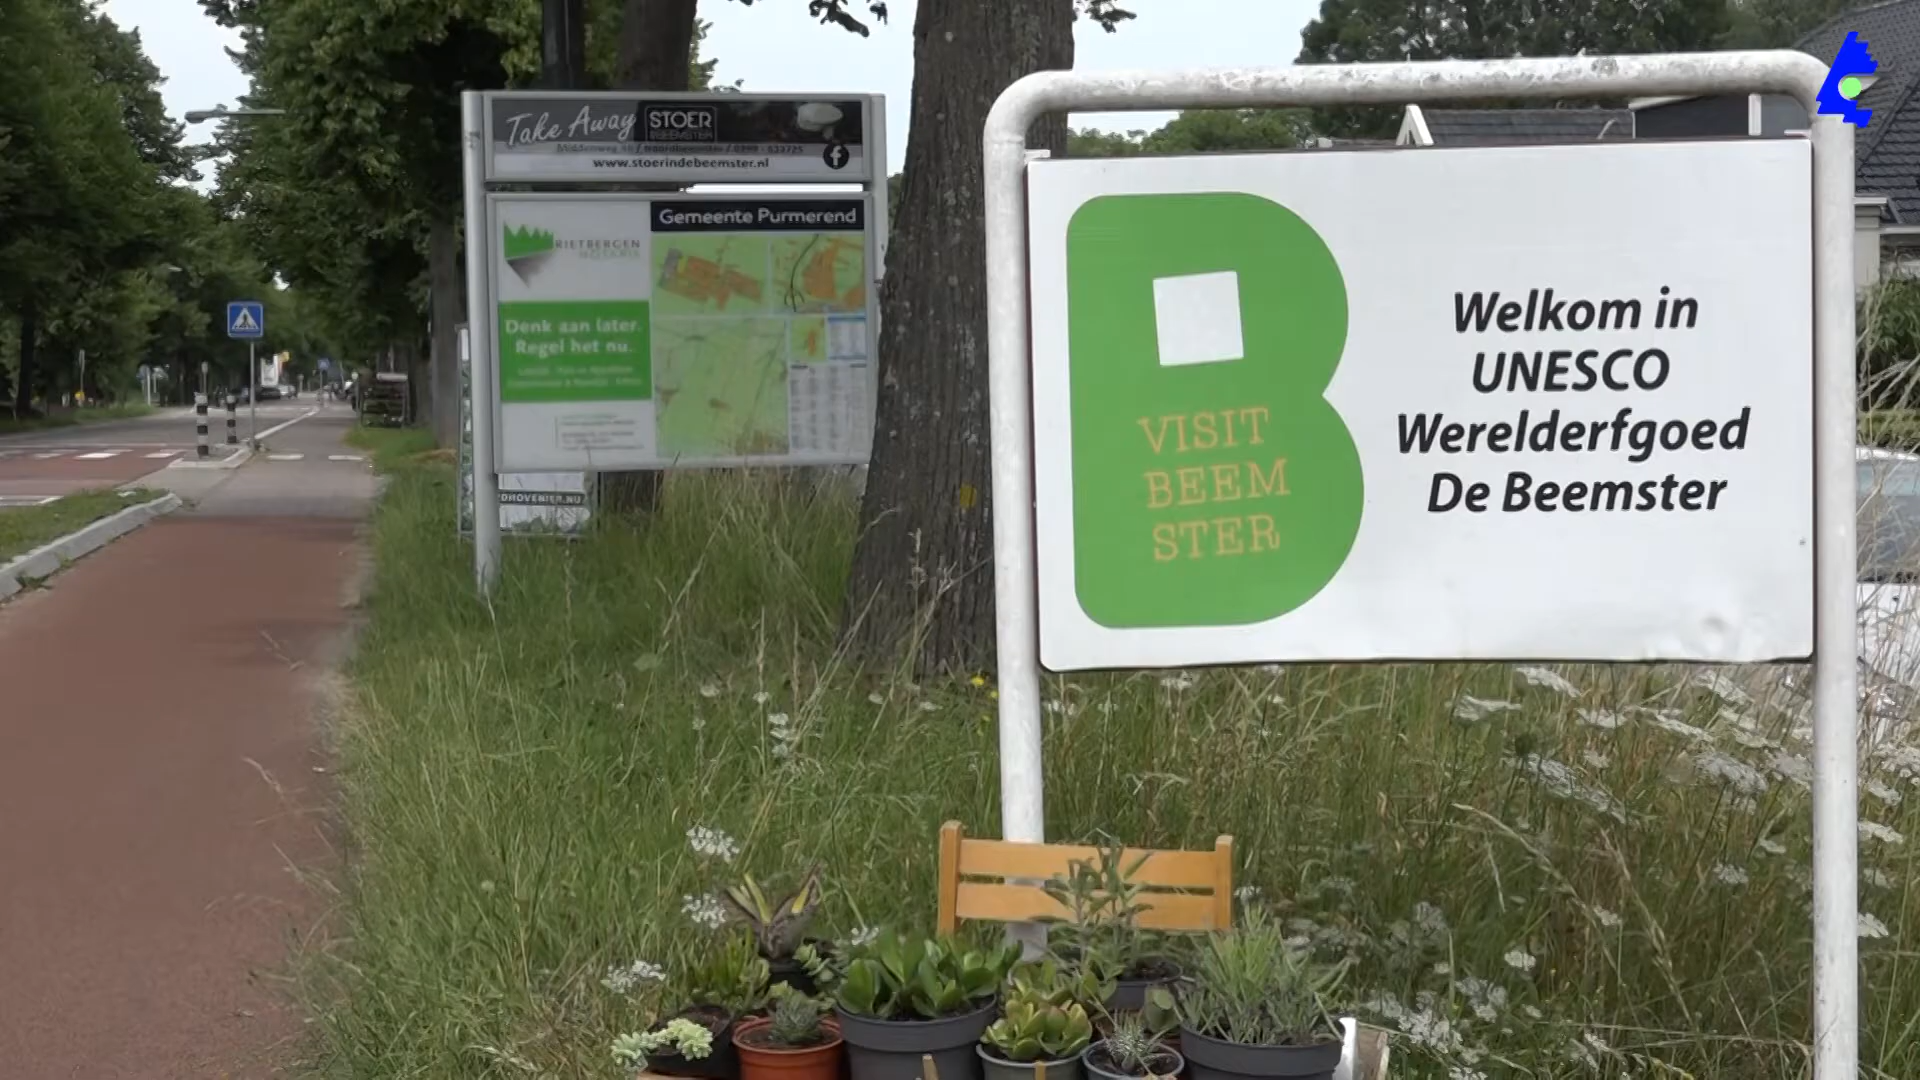 Take Away STOER
BEEMSTER
www.stoerindebeemster.nl
RIETBERGEN
NOTARIS
Gemeente Purmerend
Denk aan later.
Regel het nu.
Welkom in
UNESCO
Werelderfgoed
De Beemster
VISIT
BEEM
STER